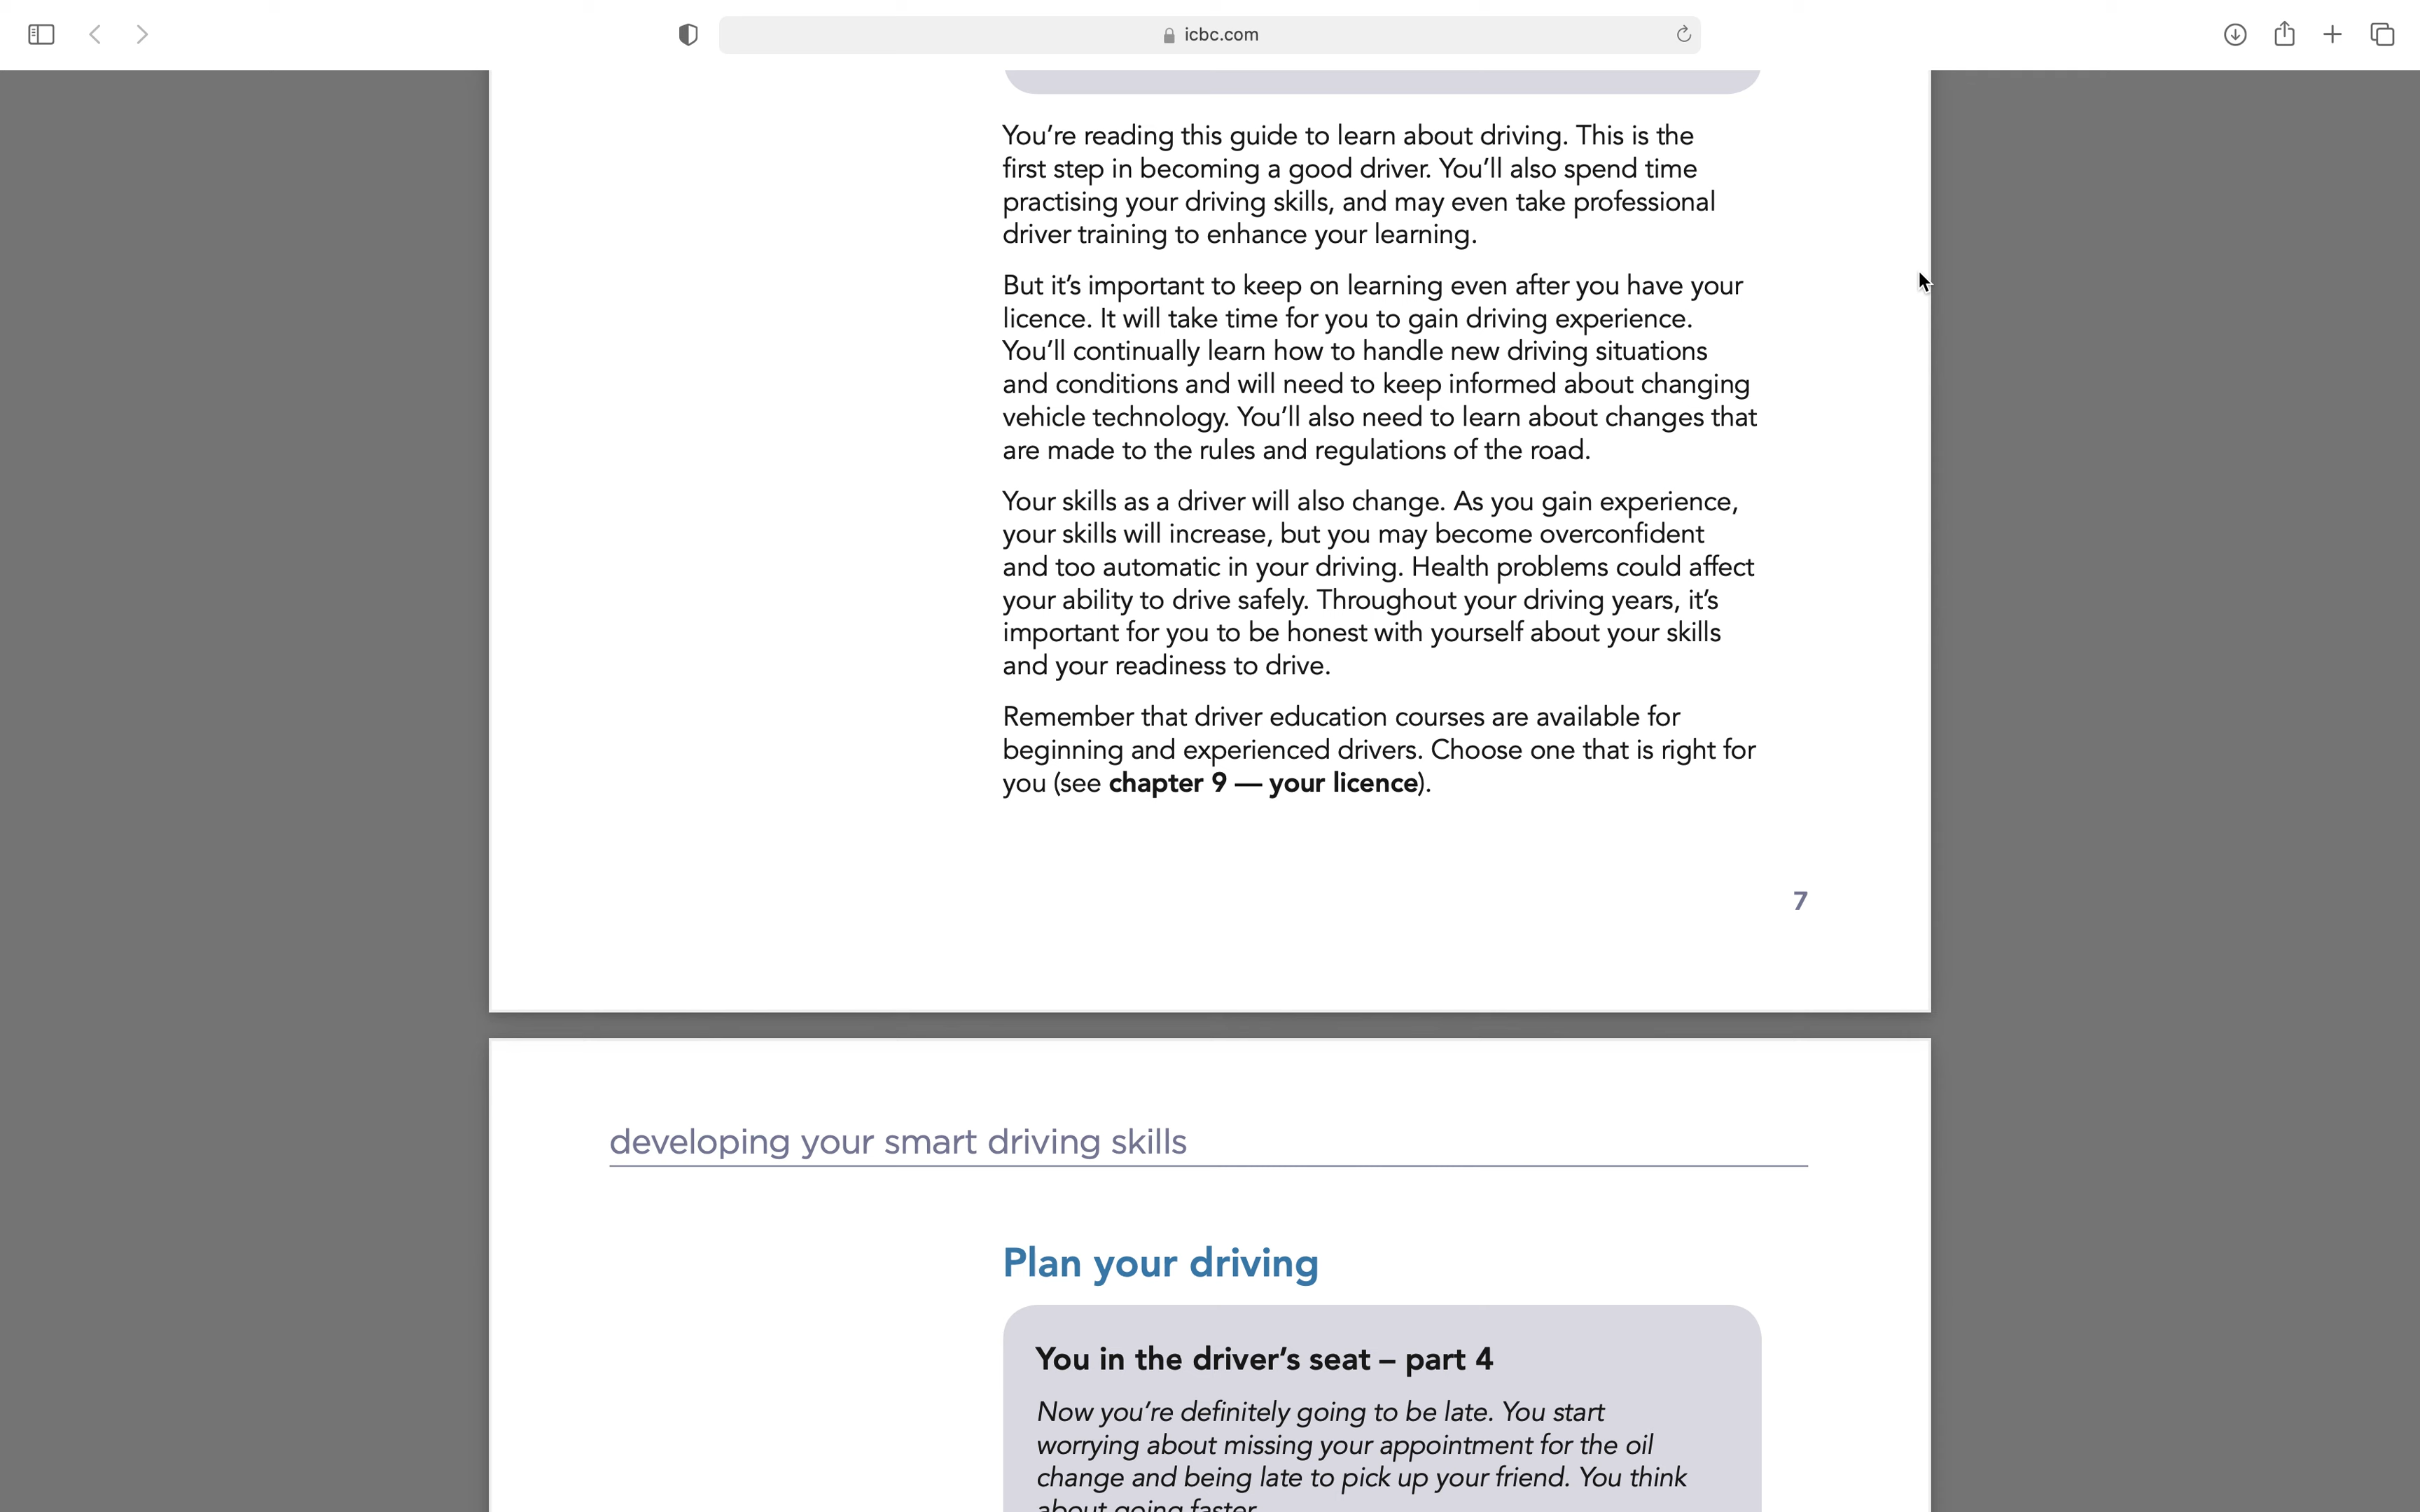 icbc.com
You're reading this guide to learn about driving. This is the
first step in becoming a good driver. You'll also spend time
practising your driving skills, and may even take professional
driver training to enhance your learning.
But it's important to keep on learning even after you have your
licence. It will take time for you to gain driving experience.
You'll continually learn how to handle new driving situations
and conditions and will need to keep informed about changing
vehicle technology. You'll also need to learn about changes that
are made to the rules and regulations of the road.
Your skills as a driver will also change. As you gain experience,
your skills will increase, but you may become overconfident
and too automatic in your driving. Health problems could affect
your ability to drive safely. Throughout your driving years, it's
important for you to be honest with yourself about your skills
and your readiness to drive.
Remember that driver education courses are available for
beginning and experienced drivers. Choose one that is right for
you (see chapter 9 — your licence).
7
developing your smart driving skills
Plan your driving
You in the driver's seat – part 4
Now you're definitely going to be late. You start
worrying about missing your appointment for the oil
change and being late to pick up your friend. You think
about going faster